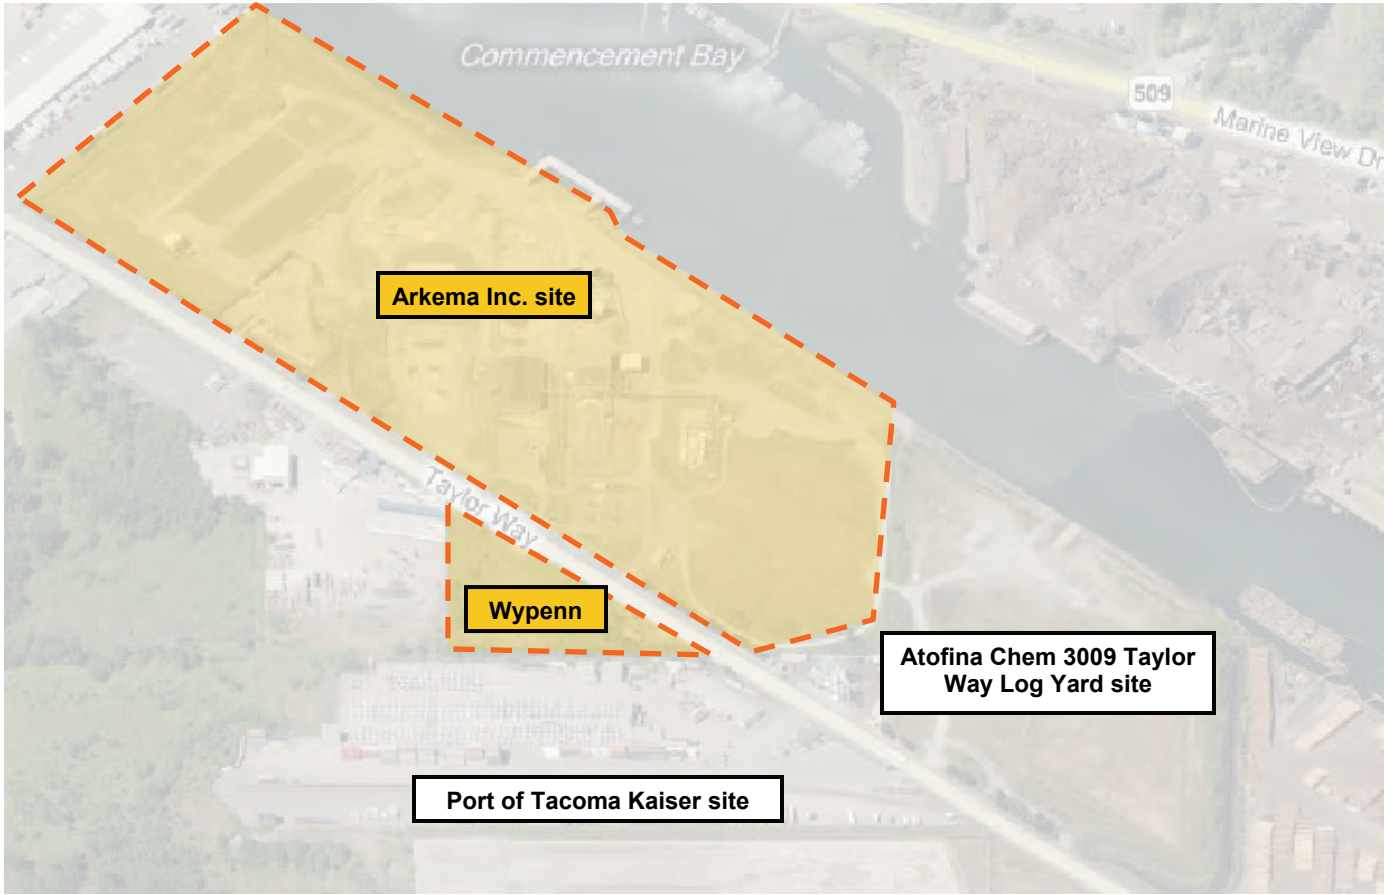 Commencement Bay
509
Marine View Dr
Arkema Inc. site
Taylor Way
Wypenn
Atofina Chem 3009 Taylor
Way Log Yard site
Port of Tacoma Kaiser site